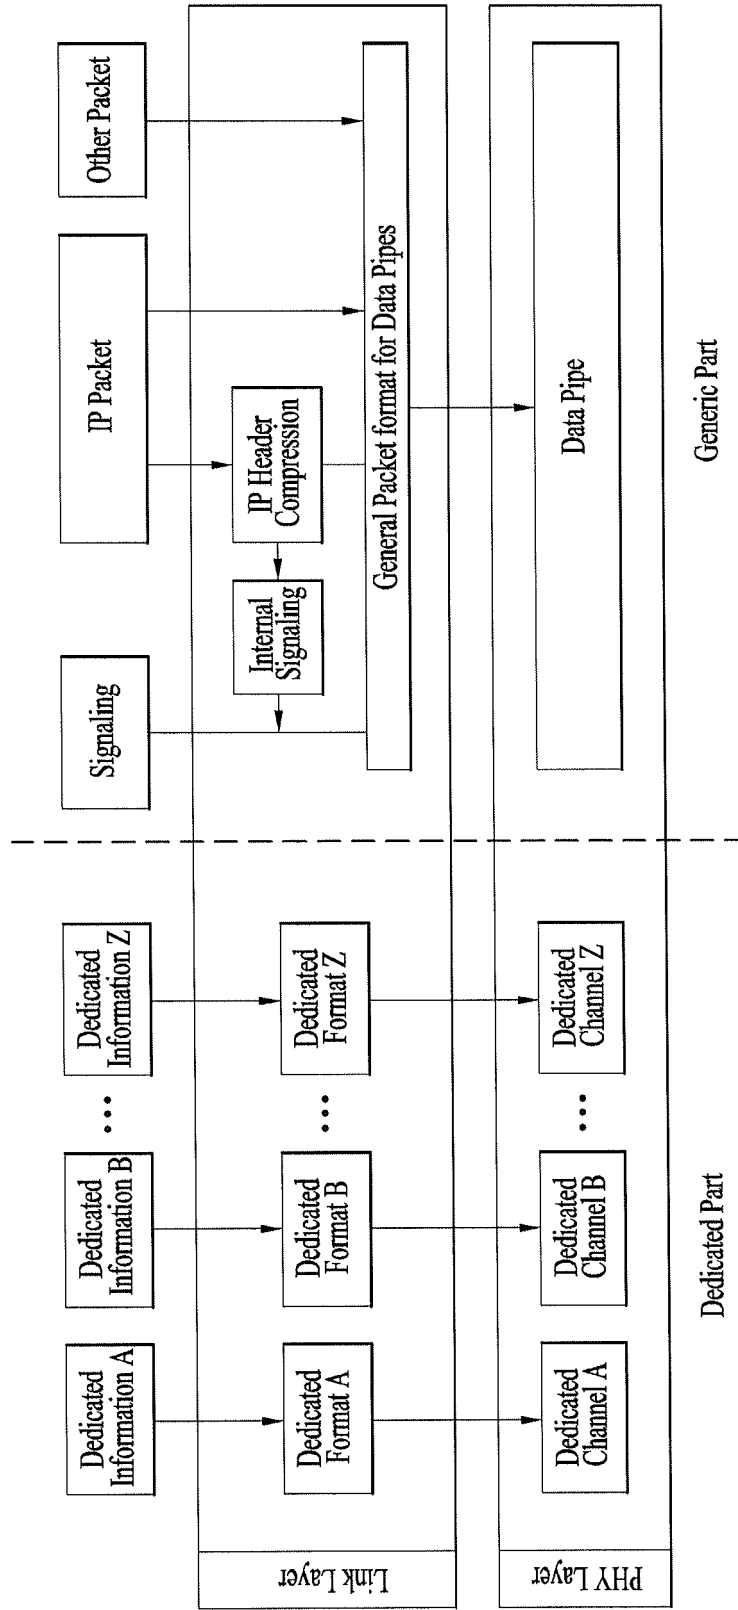 Dedicated
Information A
Dedicated
Information B
...
Dedicated
Information Z
Signaling
IP Packet
Other Packet
Link Layer
Dedicated
Format A
Dedicated
Format B
...
Dedicated
Format Z
Internal
Signaling
IP Header
Compression
General Packet format for Data Pipes
PHY Layer
Dedicated
Channel A
Dedicated
Channel B
...
Dedicated
Channel Z
Data Pipe
Dedicated Part
Generic Part